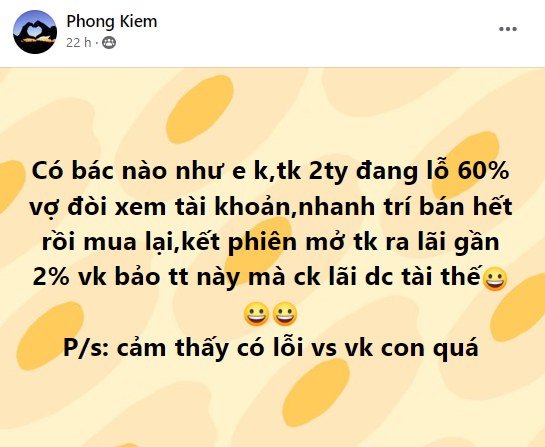 Phong Kiem
22 h ·
Có bác nào như e k,tk 2ty đang lỗ 60%
vợ đòi xem tài khoản,nhanh trí bán hết
rồi mua lại,kết phiên mở tk ra lãi gần
2% vk bảo tt này mà ck lãi dc tài thế😀
😀😀
P/s: cảm thấy có lỗi vs vk con quá